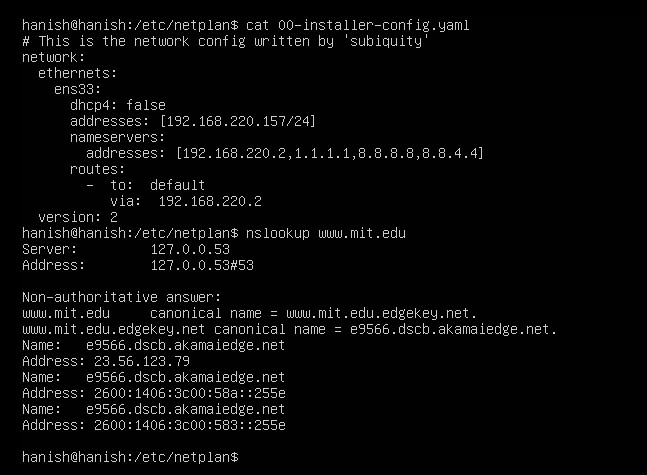 hanish@hanish:/etc/netplan$ cat 00-installer-config.yaml
# This is the network config written by 'subiquity'
network:
  ethernets:
    ens33:
      dhcp4: false
      addresses: [192.168.220.157/24]
      nameservers:
        addresses: [192.168.220.2,1.1.1.1,8.8.8.8,8.8.4.4]
      routes:
        -  to:  default
           via:  192.168.220.2
  version: 2
hanish@hanish:/etc/netplan$ nslookup www.mit.edu
Server:         127.0.0.53
Address:        127.0.0.53#53

Non-authoritative answer:
www.mit.edu     canonical name = www.mit.edu.edgekey.net.
www.mit.edu.edgekey.net canonical name = e9566.dscb.akamaiedge.net.
Name:   e9566.dscb.akamaiedge.net
Address: 23.56.123.79
Name:   e9566.dscb.akamaiedge.net
Address: 2600:1406:3c00:58a::255e
Name:   e9566.dscb.akamaiedge.net
Address: 2600:1406:3c00:583::255e

hanish@hanish:/etc/netplan$